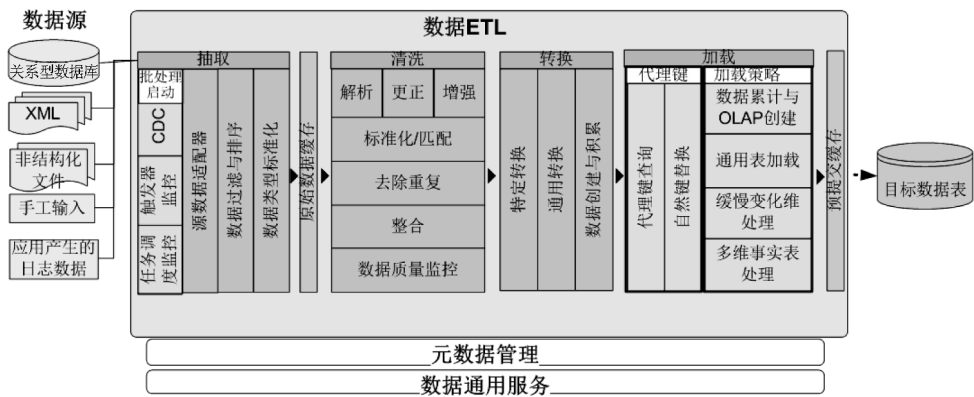 数据源
数据ETL
关系型数据库
XML
非结构化
文件
手工输入
应用产生的
日志数据
抽取
批处理
启动
CDC
触发器
监控
任务调
度监控
源数据适配器
数据过滤与排序
数据类型标准化
原始数据缓存
清洗
解析
更正
增强
标准化/匹配
去除重复
整合
数据质量监控
转换
特定转换
通用转换
数据创建与积累
加载
代理键
加载策略
代理键查询
自然键替换
数据累计与
OLAP创建
通用表加载
缓慢变化维
处理
多维事实表
处理
预提交缓存
目标数据表
元数据管理
数据通用服务